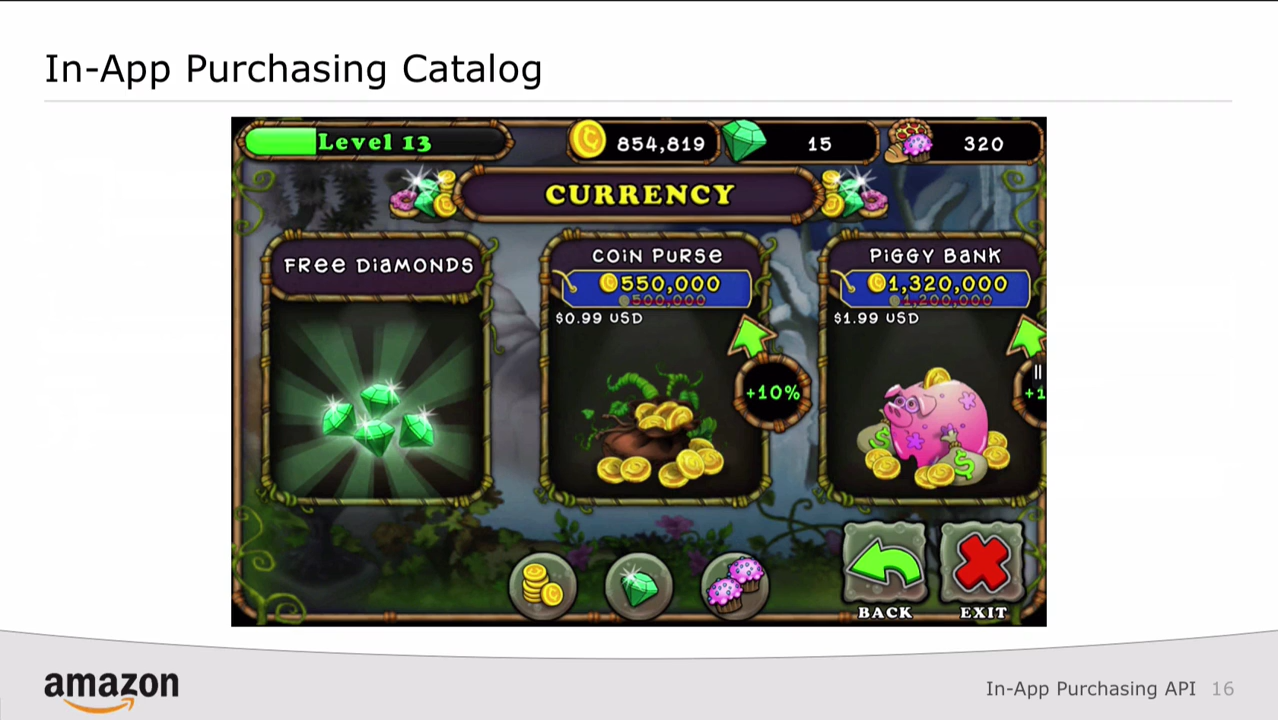 In-App Purchasing Catalog
Level 13
854,819
15
320
CURRENCY
FREE DIAMONDS
COIN PURSE
550,000
500,000
$0.99 USD
+10%
PIGGY BANK
1,320,000
1,200,000
$1.99 USD
+1
BACK
EXIT
amazon
In-App Purchasing API 16